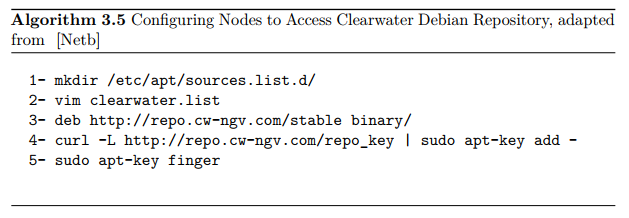 Algorithm 3.5 Configuring Nodes to Access Clearwater Debian Repository, adapted
from [Netb]
1- mkdir /etc/apt/sources.list.d/
2- vim clearwater.list
3- deb http://repo.cw-ngv.com/stable binary/
4- curl -L http://repo.cw-ngv.com/repo_key | sudo apt-key add -
5- sudo apt-key finger